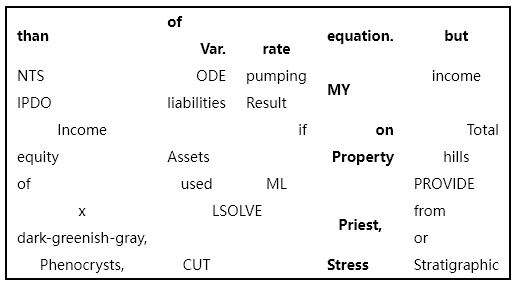 than of Var. rate equation. but
NTS ODE pumping MY income
IPDO liabilities Result
Income if on Total
equity Assets Property hills
of used ML PROVIDE
x LSOLVE Priest, from
dark-greenish-gray, or
Phenocrysts, CUT Stress Stratigraphic